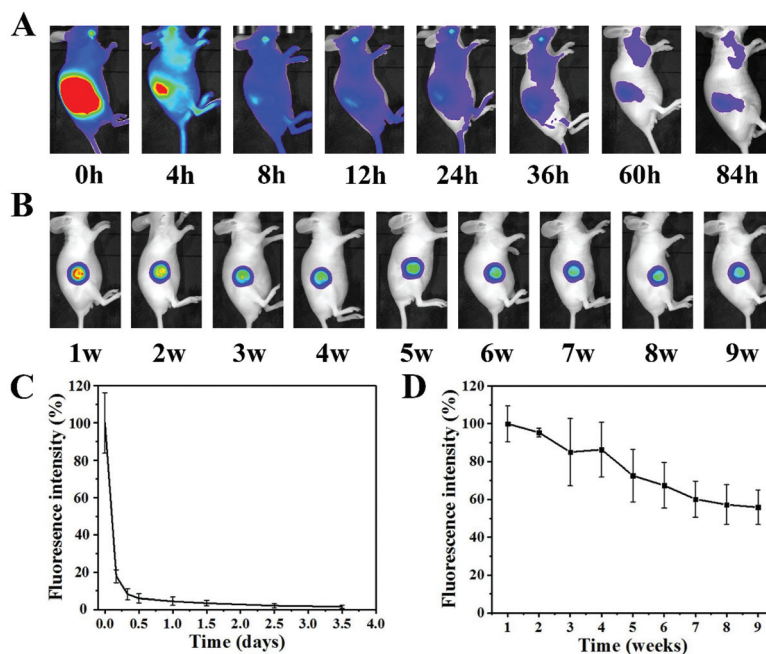 A
0h 4h 8h 12h 24h 36h 60h 84h
B
1w 2w 3w 4w 5w 6w 7w 8w 9w
C
Fluoresence intensity (%)
120
100
80
60
40
20
0
0.0 0.5 1.0 1.5 2.0 2.5 3.0 3.5 4.0
Time (days)
D
Fluorescence intensity (%)
120
100
80
60
40
20
0
1 2 3 4 5 6 7 8 9
Time (weeks)